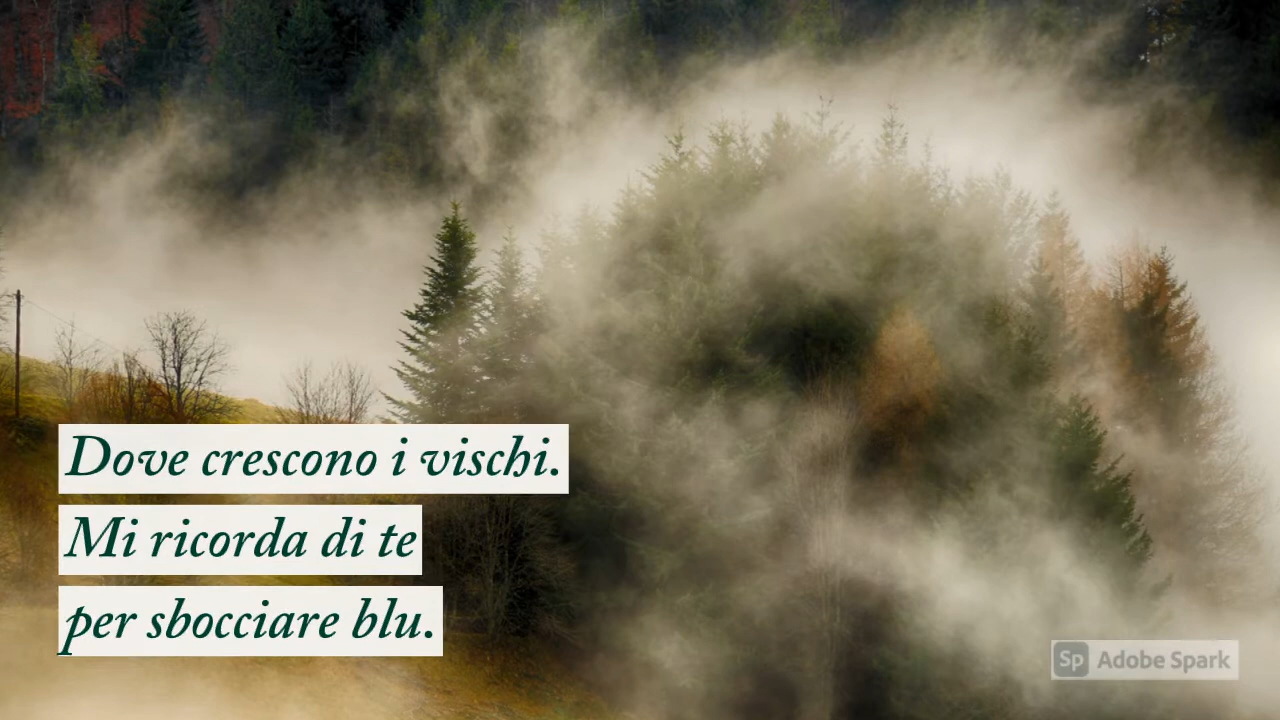 Dove crescono i vischi.
Mi ricorda di te
per sbocciare blu.
Sp Adobe Spark